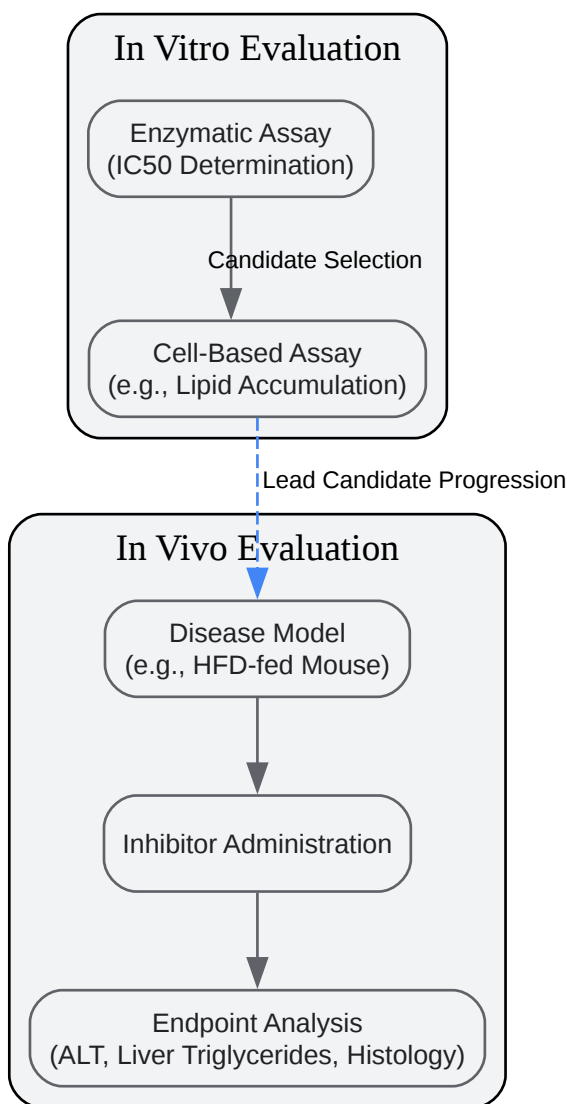 In Vitro Evaluation
Enzymatic Assay
(IC50 Determination)
Candidate Selection
Cell-Based Assay
(e.g., Lipid Accumulation)
Lead Candidate Progression
In Vivo Evaluation
Disease Model
(e.g., HFD-fed Mouse)
Inhibitor Administration
Endpoint Analysis
(ALT, Liver Triglycerides, Histology)